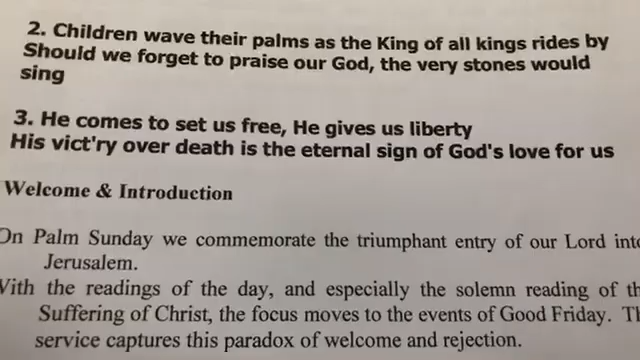 2. Children wave their palms as the King of all kings rides by
Should we forget to praise our God, the very stones would
sing
3. He comes to set us free, He gives us liberty
His vict'ry over death is the eternal sign of God's love for us
Welcome & Introduction
On Palm Sunday we commemorate the triumphant entry of our Lord into
Jerusalem.
With the readings of the day, and especially the solemn reading of
Suffering of Christ, the focus moves to the events of Good Friday.
service captures this paradox of welcome and rejection.